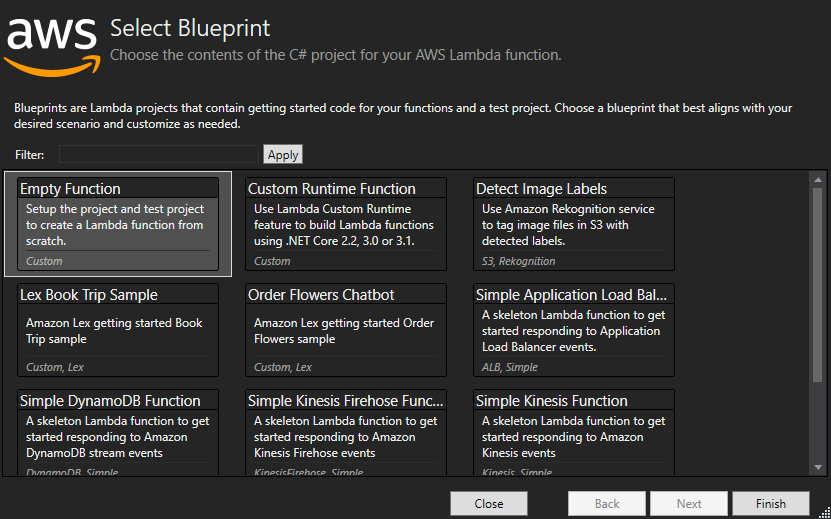 aws
Select Blueprint
Choose the contents of the C# project for your AWS Lambda function.
Blueprints are Lambda projects that contain getting started code for your functions and a test project. Choose a blueprint that best aligns with your
desired scenario and customize as needed.
Filter:
Apply
Empty Function
Setup the project and test project
to create a Lambda function from
scratch.
Custom
Custom Runtime Function
Use Lambda Custom Runtime
feature to build Lambda functions
using .NET Core 2.2, 3.0 or 3.1.
Custom
Detect Image Labels
Use Amazon Rekognition service
to tag image files in S3 with
detected labels.
S3, Rekognition
Lex Book Trip Sample
Amazon Lex getting started Book
Trip sample
Custom, Lex
Order Flowers Chatbot
Amazon Lex getting started Order
Flowers sample
Custom, Lex
Simple Application Load Bal...
A skeleton Lambda function to get
started responding to Application
Load Balancer events.
ALB, Simple
Simple DynamoDB Function
A skeleton Lambda function to get
started responding to Amazon
DynamoDB stream events
DynamoDB, Simple
Simple Kinesis Firehose Func...
A skeleton Lambda function to get
started responding to Amazon
Kinesis Firehose events
KinesisFirehose, Simple
Simple Kinesis Function
A skeleton Lambda function to get
started responding to Amazon
Kinesis events
Kinesis, Simple
Close
Back
Next
Finish